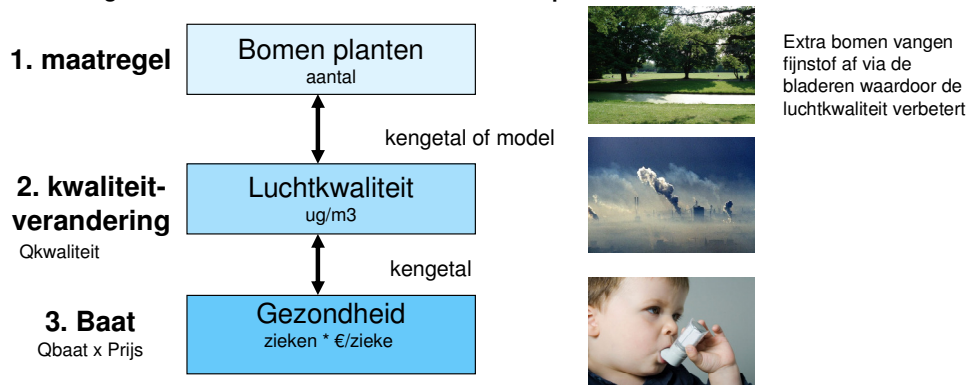 1. maatregel
Bomen planten
aantal
Extra bomen vangen
fijnstof af via de
bladeren waardoor de
luchtkwaliteit verbetert
kengetal of model
2. kwaliteit-
verandering
Qkwaliteit
Luchtkwaliteit
ug/m3
kengetal
3. Baat
Qbaat x Prijs
Gezondheid
zieken * €/zieke